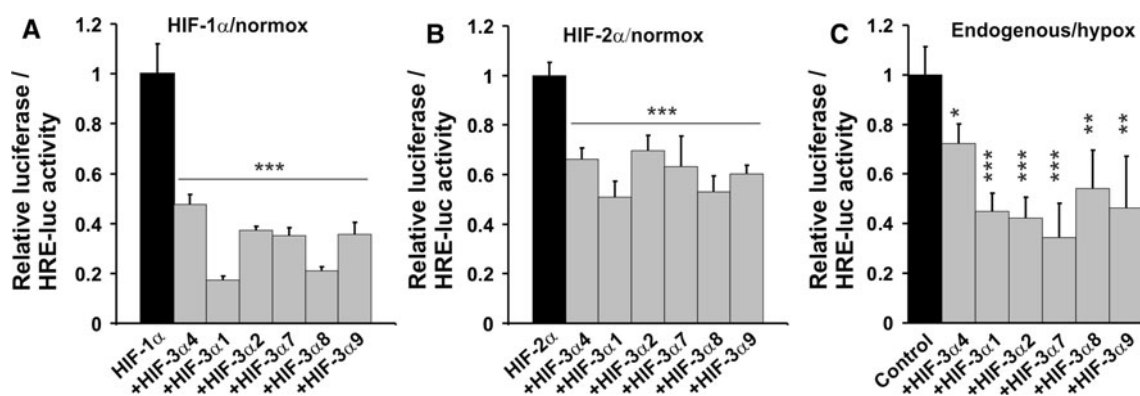 A
HIF-1α/normox
Relative luciferase /
HRE-luc activity
1.2
1
0.8
0.6
0.4
0.2
0
***
HIF-1α
+HIF-3α4
+HIF-3α1
+HIF-3α2
+HIF-3α7
+HIF-3α8
+HIF-3α9
B
HIF-2α/normox
Relative luciferase /
HRE-luc activity
1.2
1
0.8
0.6
0.4
0.2
0
***
HIF-2α
+HIF-3α4
+HIF-3α1
+HIF-3α2
+HIF-3α7
+HIF-3α8
+HIF-3α9
C
Endogenous/hypox
Relative luciferase /
HRE-luc activity
1.2
1
0.8
0.6
0.4
0.2
0
*
***
***
***
**
**
Control
+HIF-3α4
+HIF-3α1
+HIF-3α2
+HIF-3α7
+HIF-3α8
+HIF-3α9